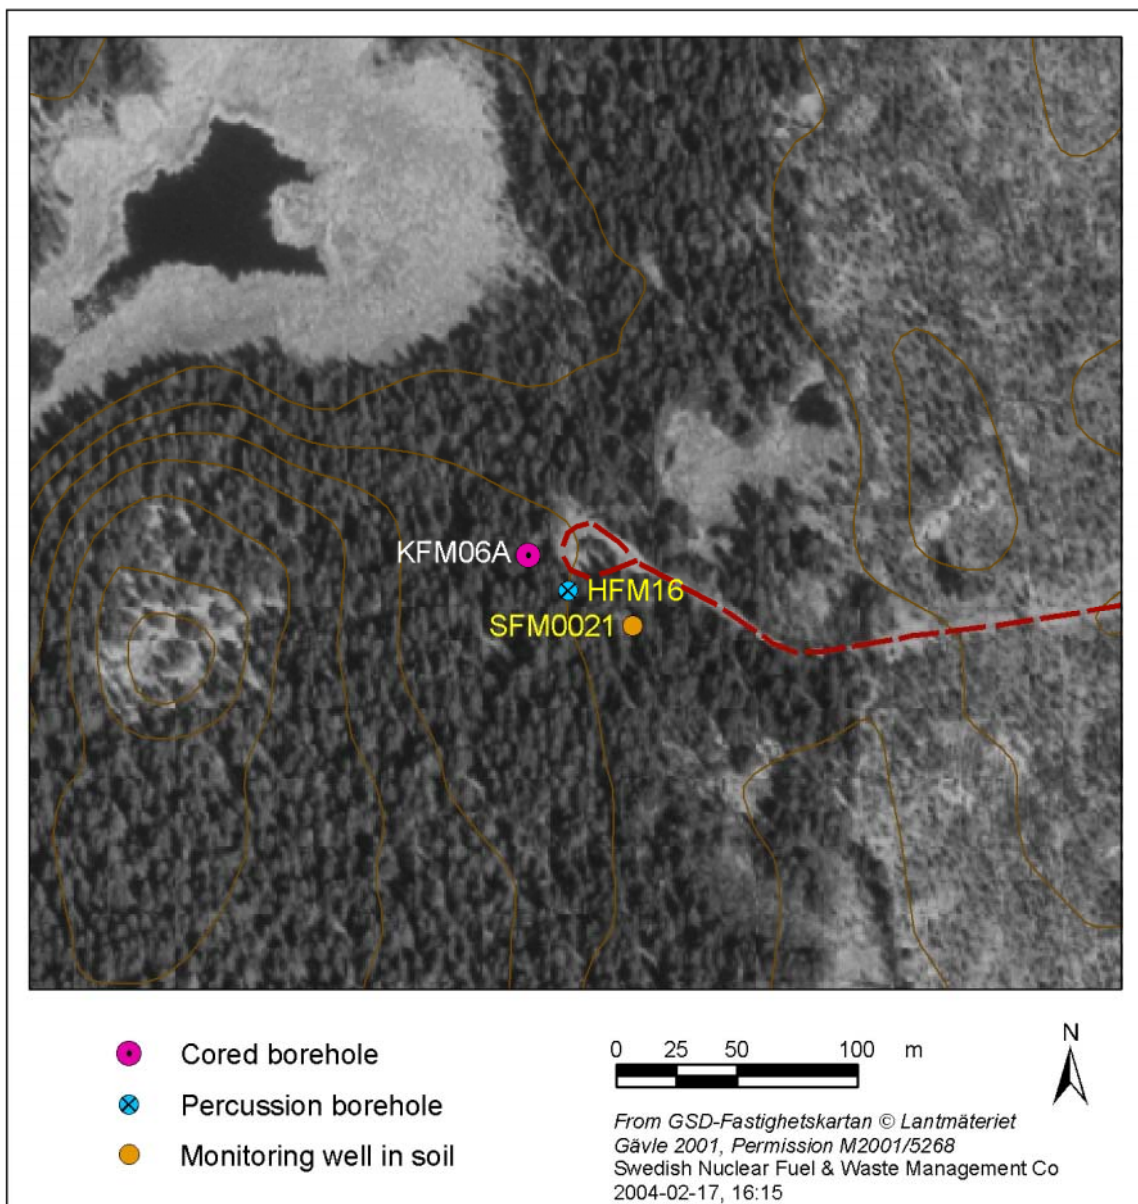 KFM06A
HFM16
SFM0021
Cored borehole
Percussion borehole
Monitoring well in soil
0 25 50 100 m
N
From GSD-Fastighetskartan © Lantmäteriet
Gävle 2001, Permission M2001/5268
Swedish Nuclear Fuel & Waste Management Co
2004-02-17, 16:15